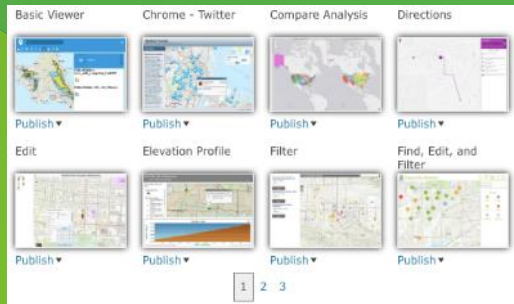 Basic Viewer
Chrome - Twitter
Compare Analysis
Directions
Publish▾
Publish▾
Publish▾
Publish▾
Edit
Elevation Profile
Filter
Find, Edit, and
Filter
Publish▾
Publish▾
Publish▾
Publish▾
1 2 3